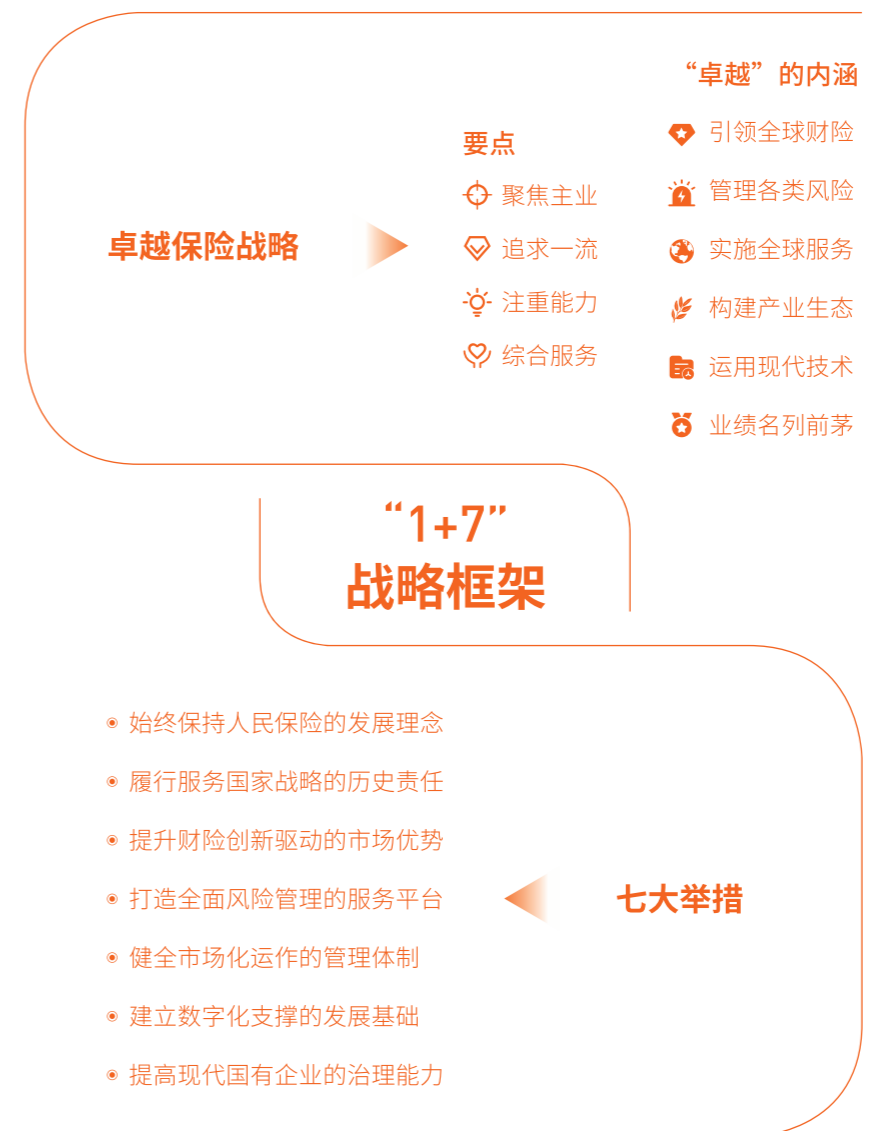 卓越保险战略
要点
聚焦主业
追求一流
注重能力
综合服务
“卓越”的内涵
引领全球财险
管理各类风险
实施全球服务
构建产业生态
运用现代技术
业绩名列前茅
“1+7”
战略框架
七大举措
始终保持人民保险的发展理念
履行服务国家战略的历史责任
提升财险创新驱动的市场优势
打造全面风险管理的服务平台
健全市场化运作的管理体制
建立数字化支撑的发展基础
提高现代国有企业的治理能力